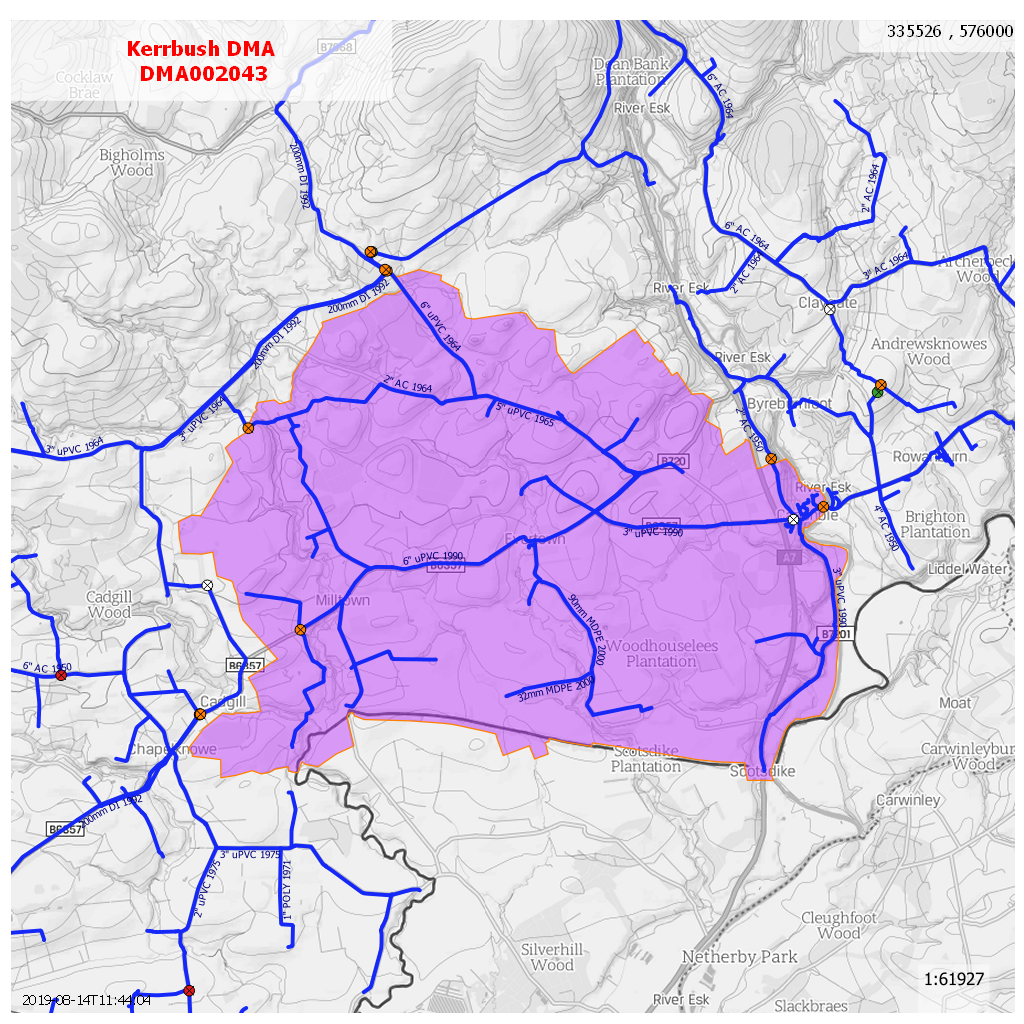 335526 , 576000
Kerrbush DMA
DMA002043
B7068
Cocklaw
Brae
Dean Bank
Plantation
River Esk
6" AC 1964
Bigholms
Wood
200mm DI 1992
2" AC 1964
6" AC 1964
2" AC 1964
3" AC 1964
Archerbeck
Wood
River Esk
Claygate
200mm DI 1992
6" uPVC 1964
200mm DI 1992
River Esk
Andrewsknowes
Wood
2" AC 1964
3" uPVC 1964
5" uPVC 1965
2" AC 1950
Byreburnfoot
3" uPVC 1964
B720
Rowanburn
River Esk
Canonbie
4" AC 1950
Brighton
Plantation
B6357
3" uPVC 1990
Evertown
6" uPVC 1990
B6357
A7
Liddel Water
3" uPVC 1990
Cadgill
Wood
Milltown
90mm MDPE 2000
B7201
Woodhouselees
Plantation
6" AC 1950
B6357
32mm MDPE 2000
Cadgill
Moat
Chapelknowe
Scotsdike
Plantation
Scotsdike
Carwinleyburn
Wood
200mm DI 1992
B6357
Carwinley
3" uPVC 1975
2" uPVC 1975
1" POLY 1971
Cleughfoot
Wood
Silverhill
Wood
Netherby Park
1:61927
2019-08-14T11:44:04
River Esk
Slackbraes